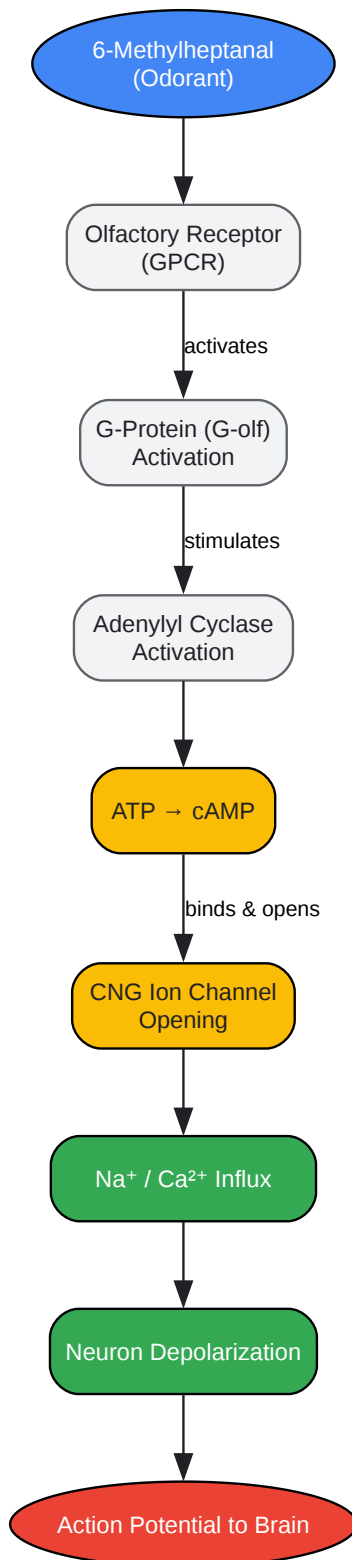 6-Methylheptanal
(Odorant)
Olfactory Receptor
(GPCR)
activates
G-Protein (G-olf)
Activation
stimulates
Adenylyl Cyclase
Activation
ATP → cAMP
binds & opens
CNG Ion Channel
Opening
Na⁺ / Ca²⁺ Influx
Neuron Depolarization
Action Potential to Brain